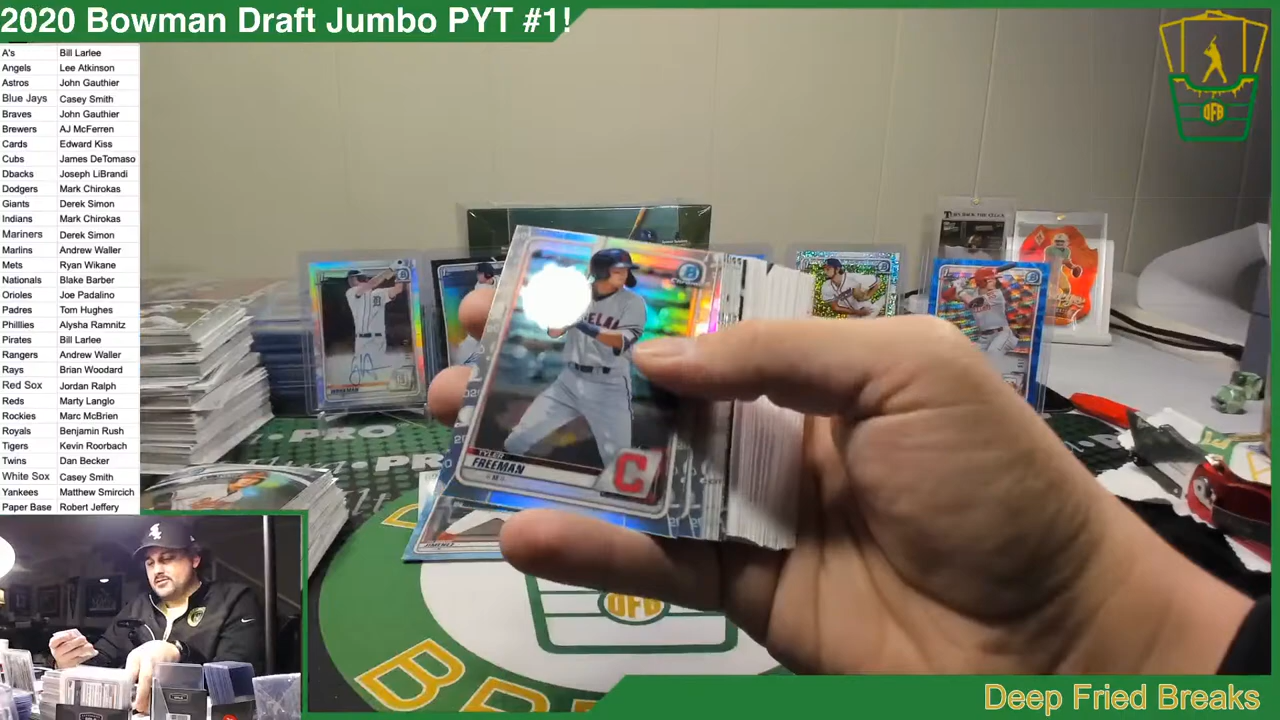 2020 Bowman Draft Jumbo PYT #1!
A's Bill Larlee
Angels Lee Atkinson
Astros John Gauthier
Blue Jays Casey Smith
Braves John Gauthier
Brewers AJ McFerren
Cards Edward Kiss
Cubs James DeTomaso
Dbacks Joseph LiBrandi
Dodgers Mark Chirokas
Giants Derek Simon
Indians Mark Chirokas
Mariners Derek Simon
Marlins Andrew Waller
Mets Ryan Wikane
Nationals Blake Barber
Orioles Joe Padalino
Padres Tom Hughes
Philllies Alysha Ramnitz
Pirates Bill Larlee
Rangers Andrew Waller
Rays Brian Woodard
Red Sox Jordan Ralph
Reds Marty Langlo
Rockies Marc McBrien
Royals Benjamin Rush
Tigers Kevin Roorbach
Twins Dan Becker
White Sox Casey Smith
Yankees Matthew Smircich
Paper Base Robert Jeffery
DFB
TYLER
FREEMAN
C
JIMENEZ
DFB
Deep Fried Breaks